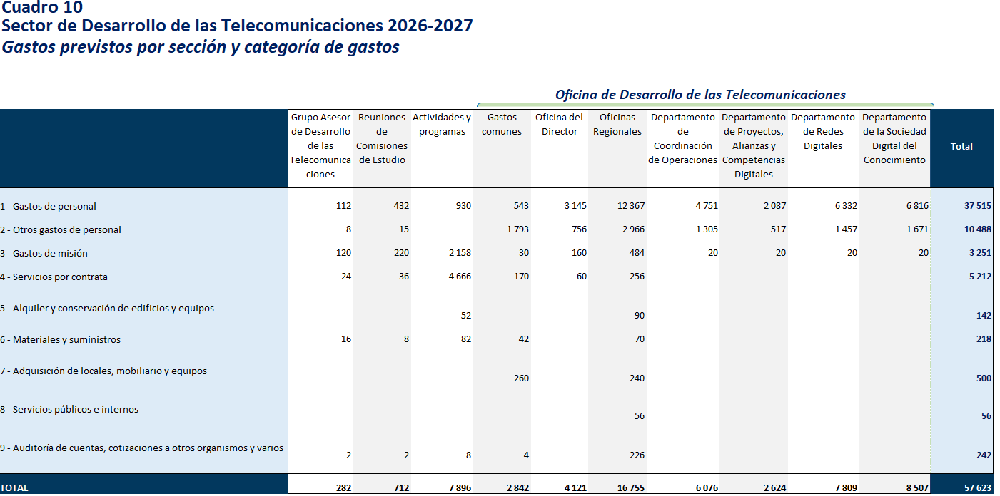 Cuadro 10
Sector de Desarrollo de las Telecomunicaciones 2026-2027
Gastos previstos por sección y categoría de gastos
Oficina de Desarrollo de las Telecomunicaciones
Grupo Asesor de Desarrollo de las Telecomunica ciones Reuniones de Comisiones de Estudio Actividades y programas Gastos comunes Oficina del Director Oficinas Regionales Departamento de Coordinación de Operaciones Departamento de Proyectos, Alianzas y Competencias Digitales Departamento de Redes Digitales Departamento de la Sociedad Digital del Conocimiento Total
1 - Gastos de personal 112 432 930 543 3 145 12 367 4 751 2 087 6 332 6 816 37 515
2 - Otros gastos de personal 8 15 1 793 756 2 966 1 305 517 1 457 1 671 10 488
3 - Gastos de misión 120 220 2 158 30 160 484 20 20 20 20 3 251
4 - Servicios por contrata 24 36 4 666 170 60 256 5 212
5 - Alquiler y conservación de edificios y equipos 52 90 142
6 - Materiales y suministros 16 8 82 42 70 218
7 - Adquisición de locales, mobiliario y equipos 260 240 500
8 - Servicios públicos e internos 56 56
9 - Auditoría de cuentas, cotizaciones a otros organismos y varios 2 2 8 4 226 242
TOTAL 282 712 7 896 2 842 4 121 16 755 6 076 2 624 7 809 8 507 57 623